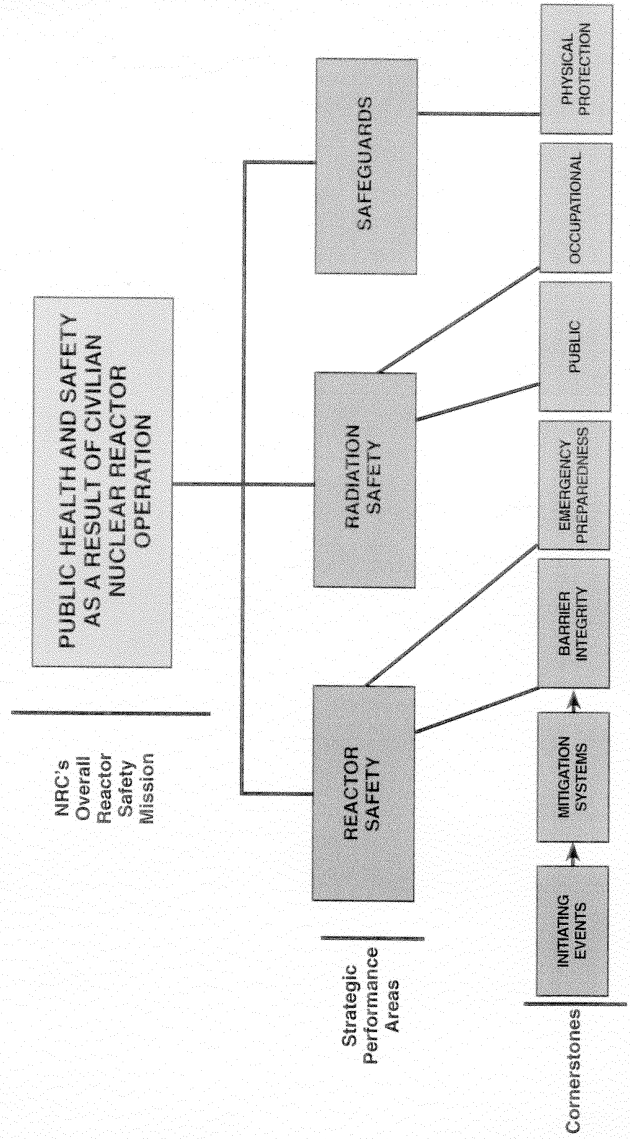 NRC's
Overall
Reactor
Safety
Mission
PUBLIC HEALTH AND SAFETY
AS A RESULT OF CIVILIAN
NUCLEAR REACTOR
OPERATION
Strategic
Performance
Areas
REACTOR
SAFETY
RADIATION
SAFETY
SAFEGUARDS
Cornerstones
INITIATING
EVENTS
MITIGATION
SYSTEMS
BARRIER
INTEGRITY
EMERGENCY
PREPAREDNESS
PUBLIC
OCCUPATIONAL
PHYSICAL
PROTECTION